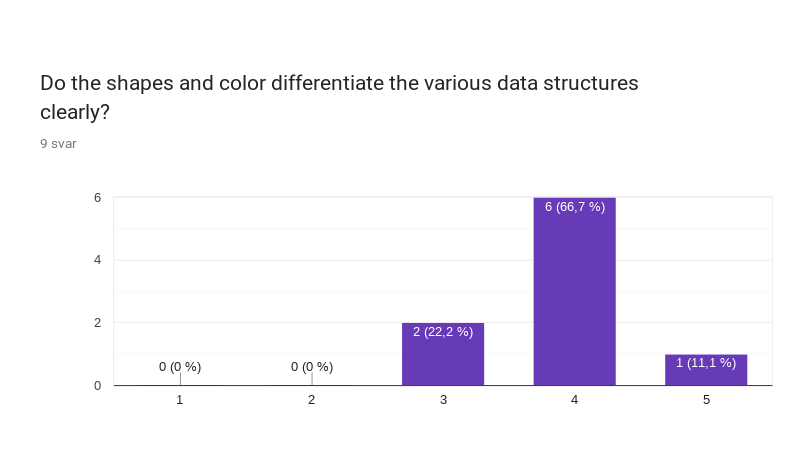 Do the shapes and color differentiate the various data structures
clearly?
9 svar
6
4
2
0
0 (0 %)
0 (0 %)
2 (22,2 %)
6 (66,7 %)
1 (11,1 %)
1
2
3
4
5